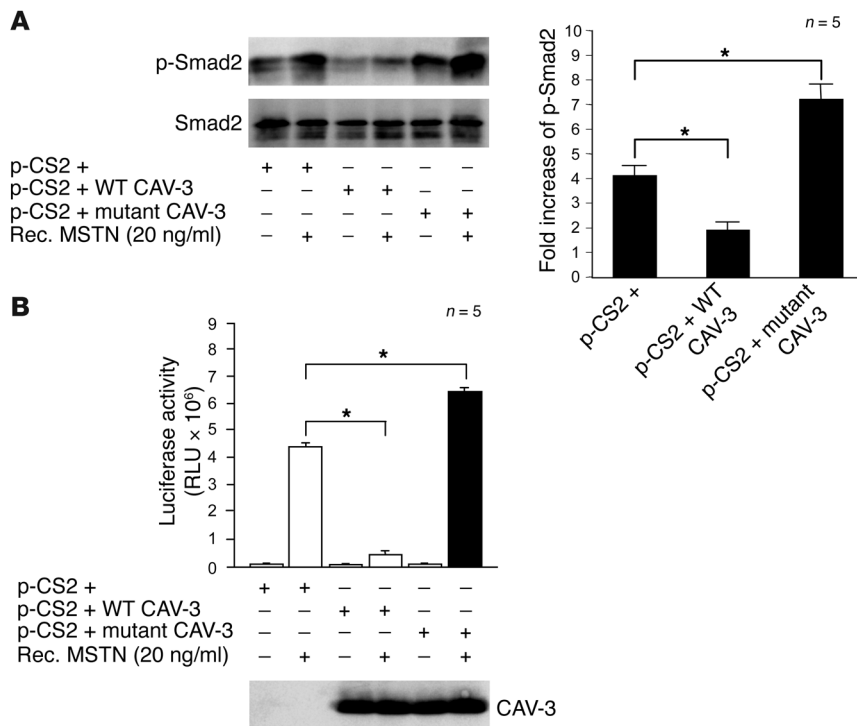 A
p-Smad2
Smad2
p-CS2 + + + – – – –
p-CS2 + WT CAV-3 – – + + – –
p-CS2 + mutant CAV-3 – – – – + +
Rec. MSTN (20 ng/ml) – + – + – +
n = 5
Fold increase of p-Smad2
10
9
8
7
6
5
4
3
2
1
0
*
*
p-CS2 +
p-CS2 + WT CAV-3
p-CS2 + mutant CAV-3
B
n = 5
Luciferase activity
(RLU × 10⁶)
9
8
7
6
5
4
3
2
1
0
*
*
p-CS2 + + + – – – –
p-CS2 + WT CAV-3 – – + + – –
p-CS2 + mutant CAV-3 – – – – + +
Rec. MSTN (20 ng/ml) – + – + – +
CAV-3